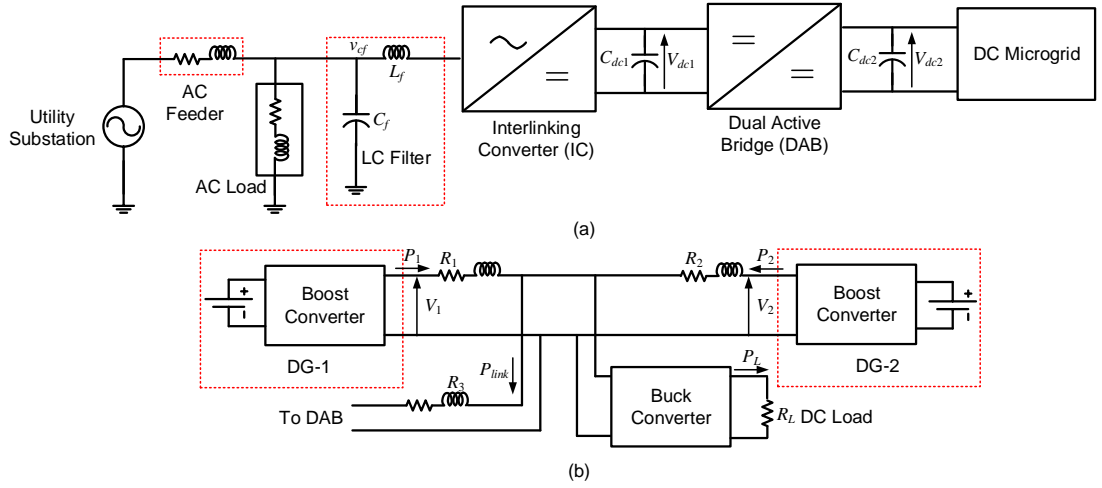 Utility
Substation
AC
Feeder
AC Load
v_cf
L_f
C_f
LC Filter
Interlinking
Converter (IC)
C_dc1
V_dc1
Dual Active
Bridge (DAB)
C_dc2
V_dc2
DC Microgrid
(a)
+
Boost
Converter
DG-1
P_1
R_1
V_1
R_2
P_2
V_2
Boost
Converter
+
DG-2
P_link
R_3
To DAB
Buck
Converter
P_L
R_L DC Load
(b)